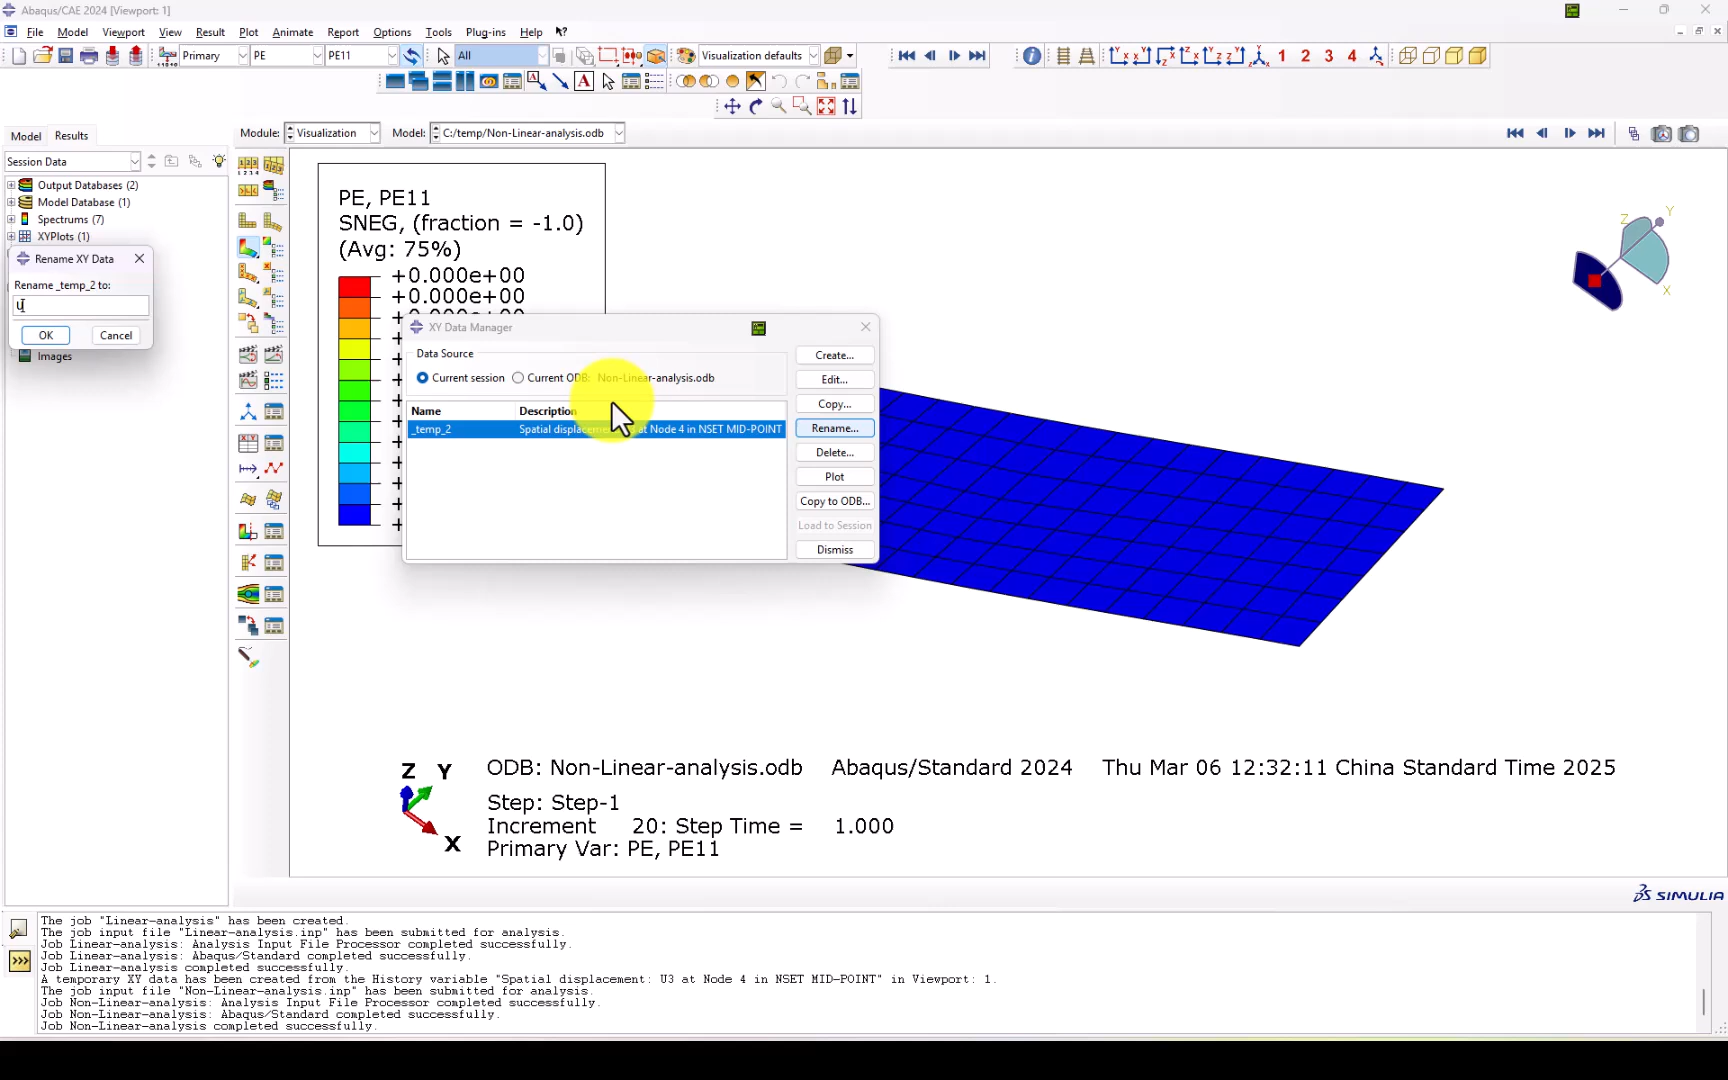 Abaqus/CAE 2024 [Viewport: 1]
File Model Viewport View Result Plot Animate Report Options Tools Plug-ins Help
Primary PE PE11 All Visualization defaults 1 2 3 4
Model Results
Module: Visualization Model: C:/temp/Non-Linear-analysis.odb
Session Data
Output Databases (2)
Model Database (1)
Spectrums (7)
XYPlots (1)
Rename XY Data
Rename _temp_2 to:
OK Cancel
Images
PE, PE11
SNEG, (fraction = -1.0)
(Avg: 75%)
+0.000e+00
+0.000e+00
XY Data Manager
Data Source
Current session Current ODB: Non-Linear-analysis.odb
Name Description
_temp_2 at Node 4 in NSET MID-POINT
Create...
Edit...
Copy...
Rename...
Delete...
Plot
Copy to ODB...
Load to Session
Dismiss
Z Y X
Z Y X
ODB: Non-Linear-analysis.odb Abaqus/Standard 2024 Thu Mar 06 12:32:11 China Standard Time 2025
Step: Step-1
Increment 20: Step Time = 1.000
Primary Var: PE, PE11
SIMULIA
The job "Linear-analysis" has been created.
The job input file "Linear-analysis.inp" has been submitted for analysis.
Job Linear-analysis: Analysis Input File Processor completed successfully.
Job Linear-analysis: Abaqus/Standard completed successfully.
Job Linear-analysis completed successfully.
A temporary XY data has been created from the History variable "Spatial displacement: U3 at Node 4 in NSET MID-POINT" in Viewport: 1.
The job input file "Non-Linear-analysis.inp" has been submitted for analysis.
Job Non-Linear-analysis: Analysis Input File Processor completed successfully.
Job Non-Linear-analysis: Abaqus/Standard completed successfully.
Job Non-Linear-analysis completed successfully.